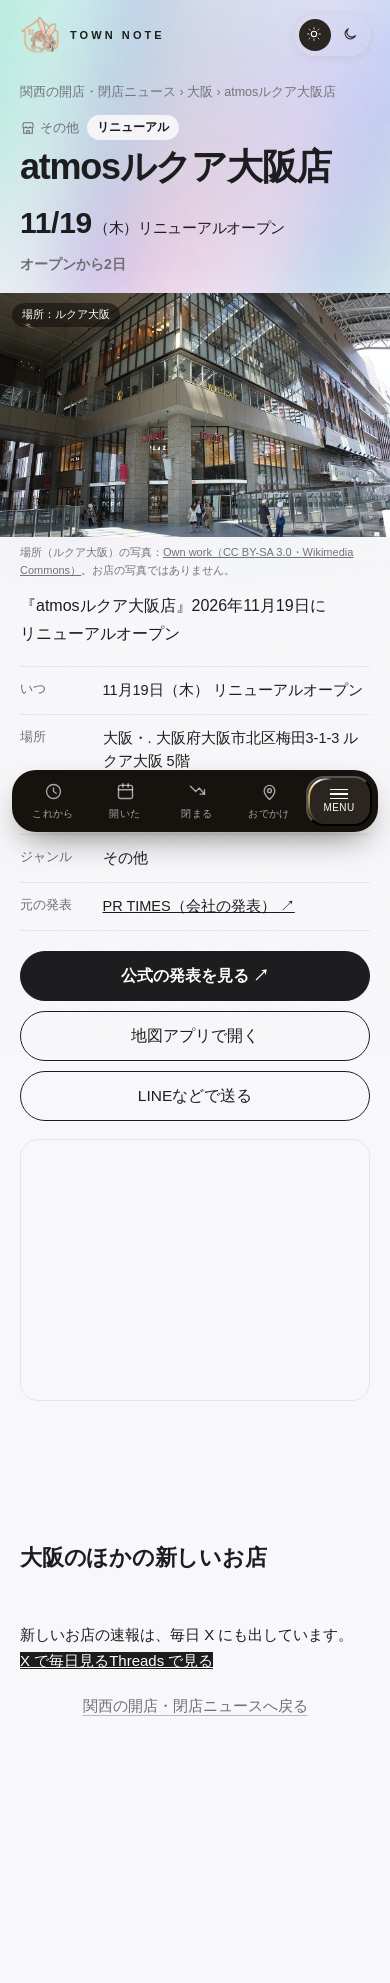 TOWN NOTE
関西の開店・閉店ニュース › 大阪 › atmosルクア大阪店
その他 リニューアル
atmosルクア大阪店
11/19（木）リニューアルオープン
オープンから2日
場所：ルクア大阪
場所（ルクア大阪）の写真：Own work（CC BY-SA 3.0・Wikimedia
Commons）。お店の写真ではありません。
『atmosルクア大阪店』2026年11月19日に
リニューアルオープン
いつ 11月19日（木） リニューアルオープン
場所 大阪・. 大阪府大阪市北区梅田3-1-3 ル
クア大阪 5階
これから 開いた 閉まる おでかけ MENU
ジャンル その他
元の発表 PR TIMES（会社の発表） ↗
公式の発表を見る ↗
地図アプリで開く
LINEなどで送る
大阪のほかの新しいお店
新しいお店の速報は、毎日 X にも出しています。
X で毎日見るThreads で見る
関西の開店・閉店ニュースへ戻る